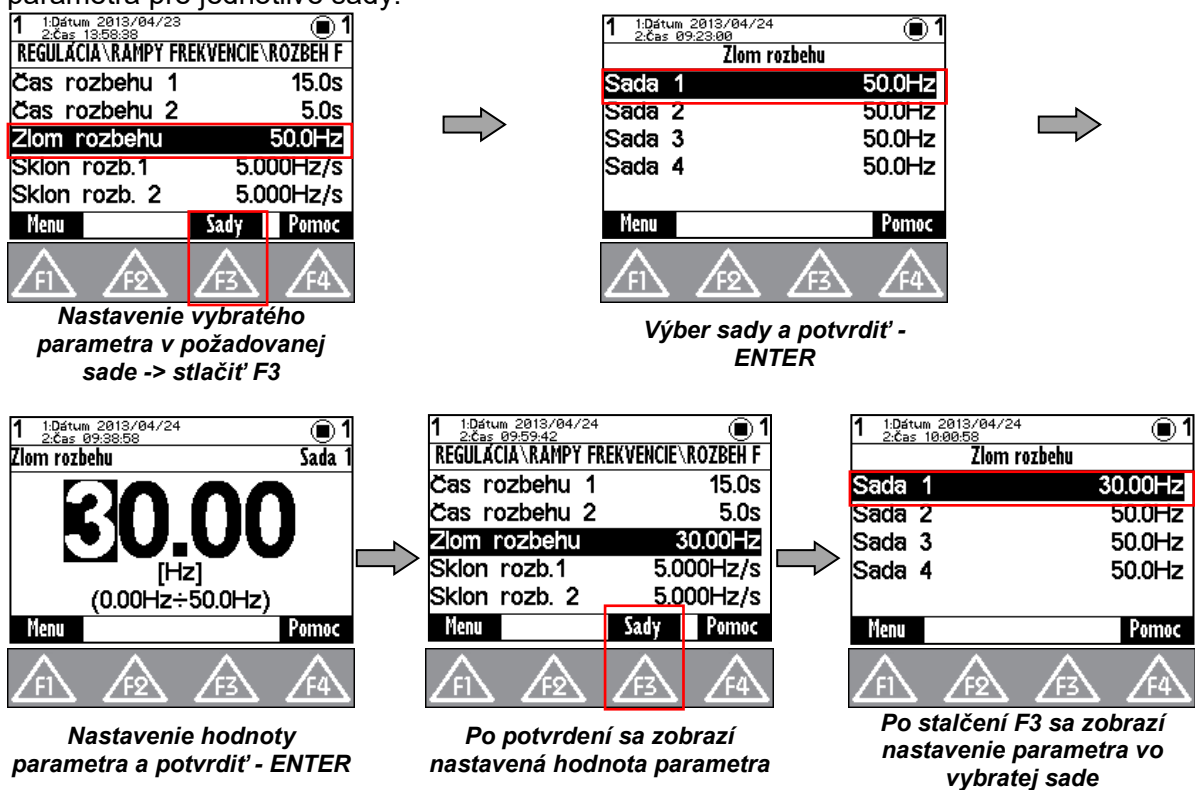 parametra pre jednotlivé sady.
1 1:Dátum 2013/04/23 1
2:Čas 13:58:38
REGULÁCIA\RAMPY FREKVENCIE\ROZBEH F
Čas rozbehu 1 15.0s
Čas rozbehu 2 5.0s
Zlom rozbehu 50.0Hz
Sklon rozb.1 5.000Hz/s
Sklon rozb. 2 5.000Hz/s
Menu Sady Pomoc
F1 F2 F3 F4
Nastavenie vybratého
parametra v požadovanej
sade -> stlačiť F3
1 1:Dátum 2013/04/24 1
2:Čas 09:23:00
Zlom rozbehu
Sada 1 50.0Hz
Sada 2 50.0Hz
Sada 3 50.0Hz
Sada 4 50.0Hz
Menu Pomoc
F1 F2 F3 F4
Výber sady a potvrdiť -
ENTER
1 1:Dátum 2013/04/24 1
2:Čas 09:38:58
Zlom rozbehu Sada 1
30.00
[Hz]
(0.00Hz÷50.0Hz)
Menu Pomoc
F1 F2 F3 F4
Nastavenie hodnoty
parametra a potvrdiť - ENTER
1 1:Dátum 2013/04/24 1
2:Čas 09:59:42
REGULÁCIA\RAMPY FREKVENCIE\ROZBEH F
Čas rozbehu 1 15.0s
Čas rozbehu 2 5.0s
Zlom rozbehu 30.00Hz
Sklon rozb.1 5.000Hz/s
Sklon rozb. 2 5.000Hz/s
Menu Sady Pomoc
F1 F2 F3 F4
Po potvrdení sa zobrazí
nastavená hodnota parametra
1 1:Dátum 2013/04/24 1
2:Čas 10:00:58
Zlom rozbehu
Sada 1 30.00Hz
Sada 2 50.0Hz
Sada 3 50.0Hz
Sada 4 50.0Hz
Menu Pomoc
F1 F2 F3 F4
Po stalčení F3 sa zobrazí
nastavenie parametra vo
vybratej sade